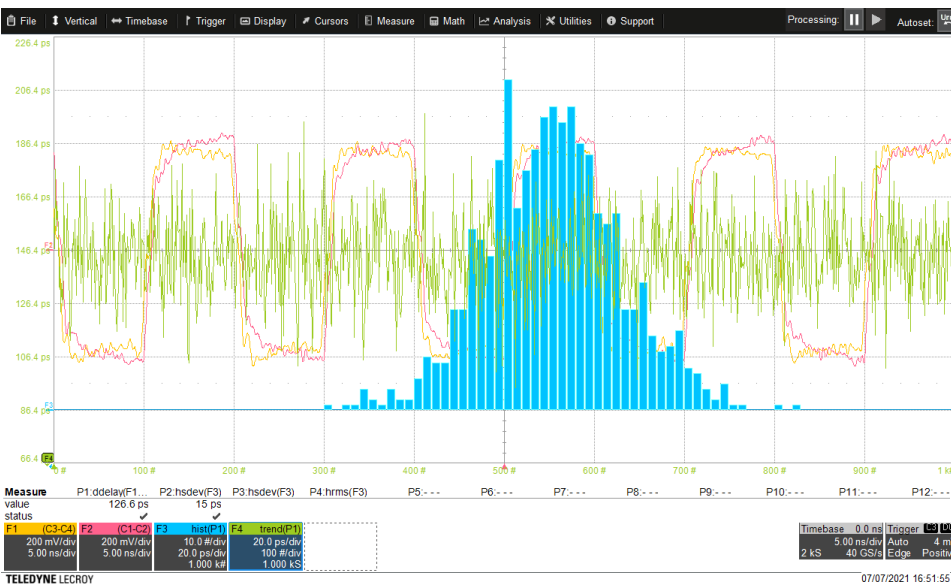 File Vertical Timebase Trigger Display Cursors Measure Math Analysis Utilities Support Processing: Autoset:
226.4 ps
206.4 ps
186.4 ps
166.4 ps
F2
146.4 ps
126.4 ps
106.4 ps
F3
86.4 ps
66.4 F4
0 # 100 # 200 # 300 # 400 # 500 # 600 # 700 # 800 # 900 # 1 k
Measure P1:ddelay(F1... P2:hsdev(F3) P3:hsdev(F3) P4:hrms(F3) P5:- - - P6:- - - P7:- - - P8:- - - P9:- - - P10:- - - P11:- - - P12:- - -
value 126.6 ps 15 ps
status
F1 (C3-C4) F2 (C1-C2) F3 hist(P1) F4 trend(P1) Timebase 0.0 ns Trigger C3
200 mV/div 200 mV/div 10.0 #/div 20.0 ps/div 5.00 ns/div Auto 4 m
5.00 ns/div 5.00 ns/div 20.0 ps/div 100 #/div 2 kS 40 GS/s Edge Positiv
1.000 k# 1.000 kS
TELEDYNE LECROY 07/07/2021 16:51:55